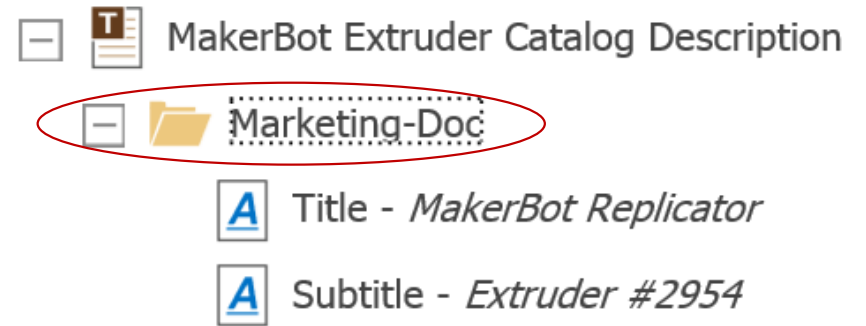 T MakerBot Extruder Catalog Description
Marketing-Doc
A Title - MakerBot Replicator
A Subtitle - Extruder #2954